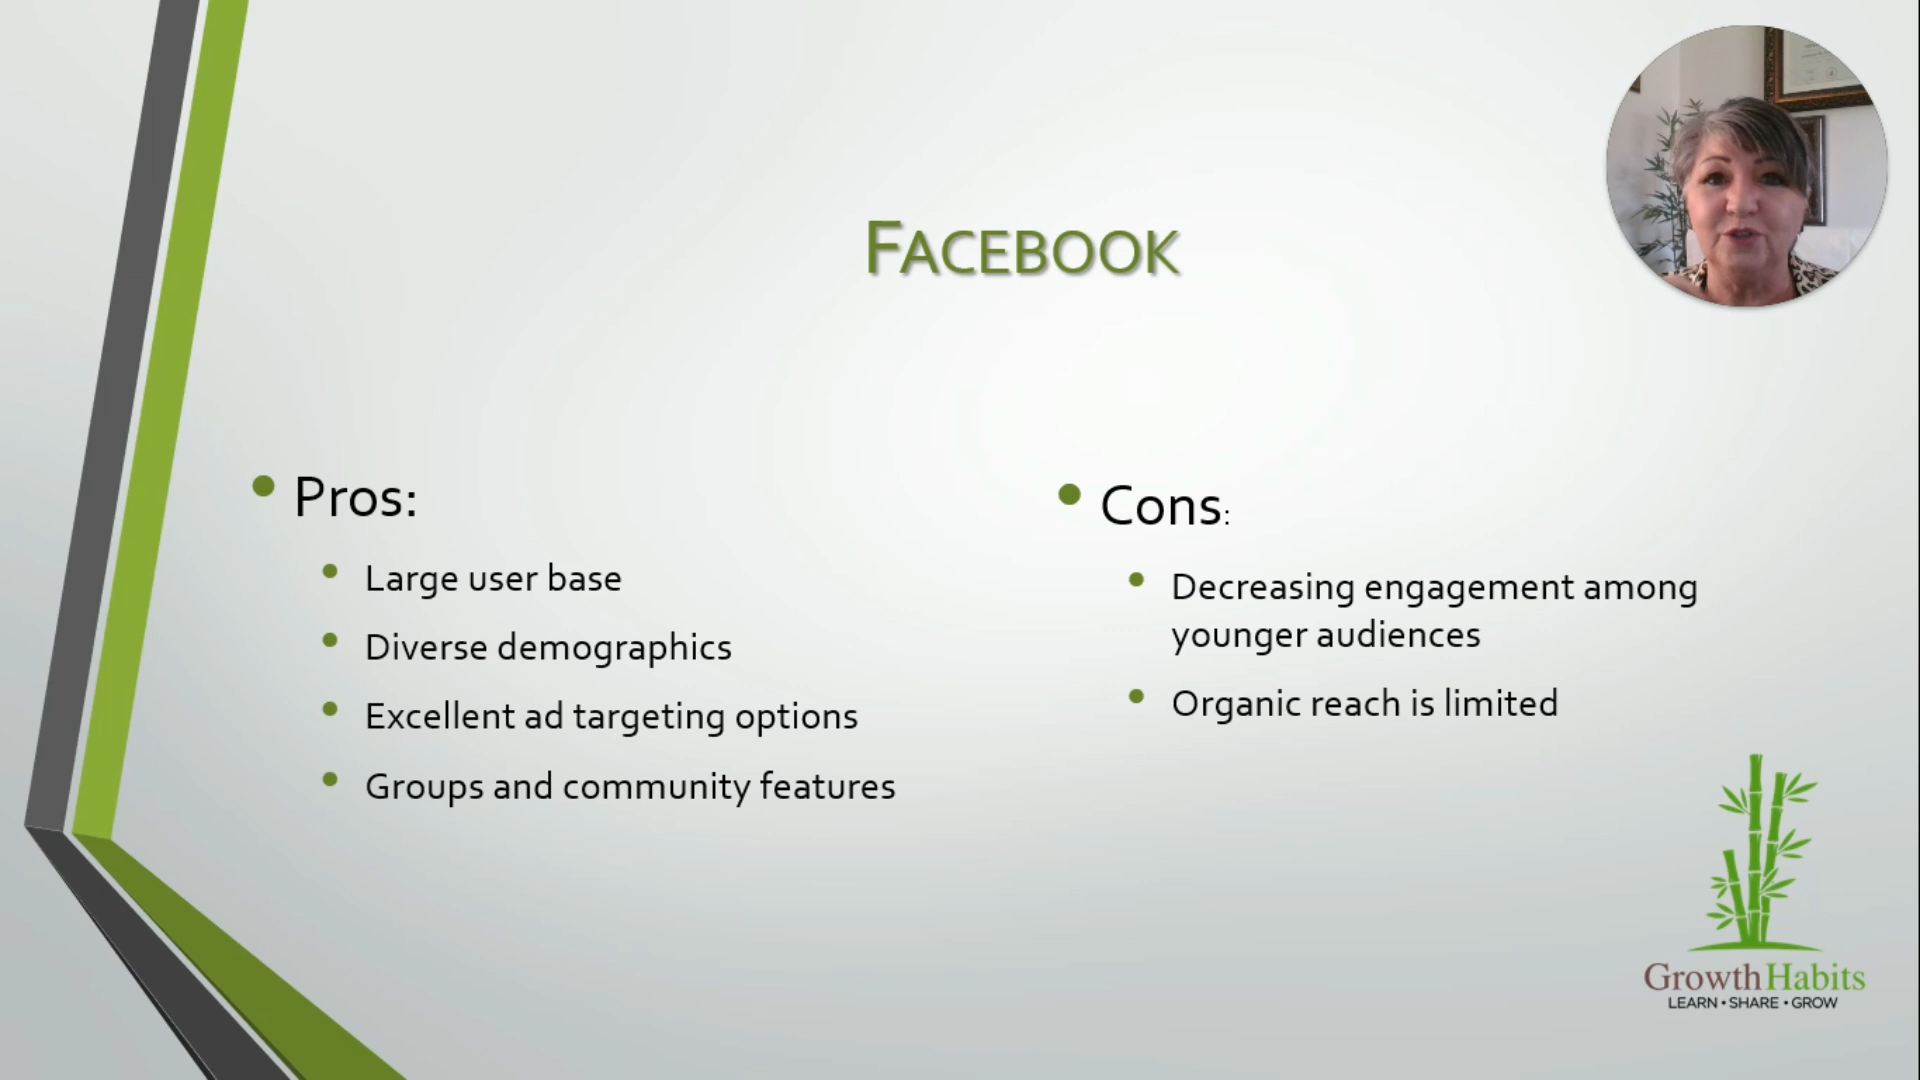 FACEBOOK
Pros:
Large user base
Diverse demographics
Excellent ad targeting options
Groups and community features
Cons:
Decreasing engagement among
younger audiences
Organic reach is limited
GrowthHabits
LEARN • SHARE • GROW